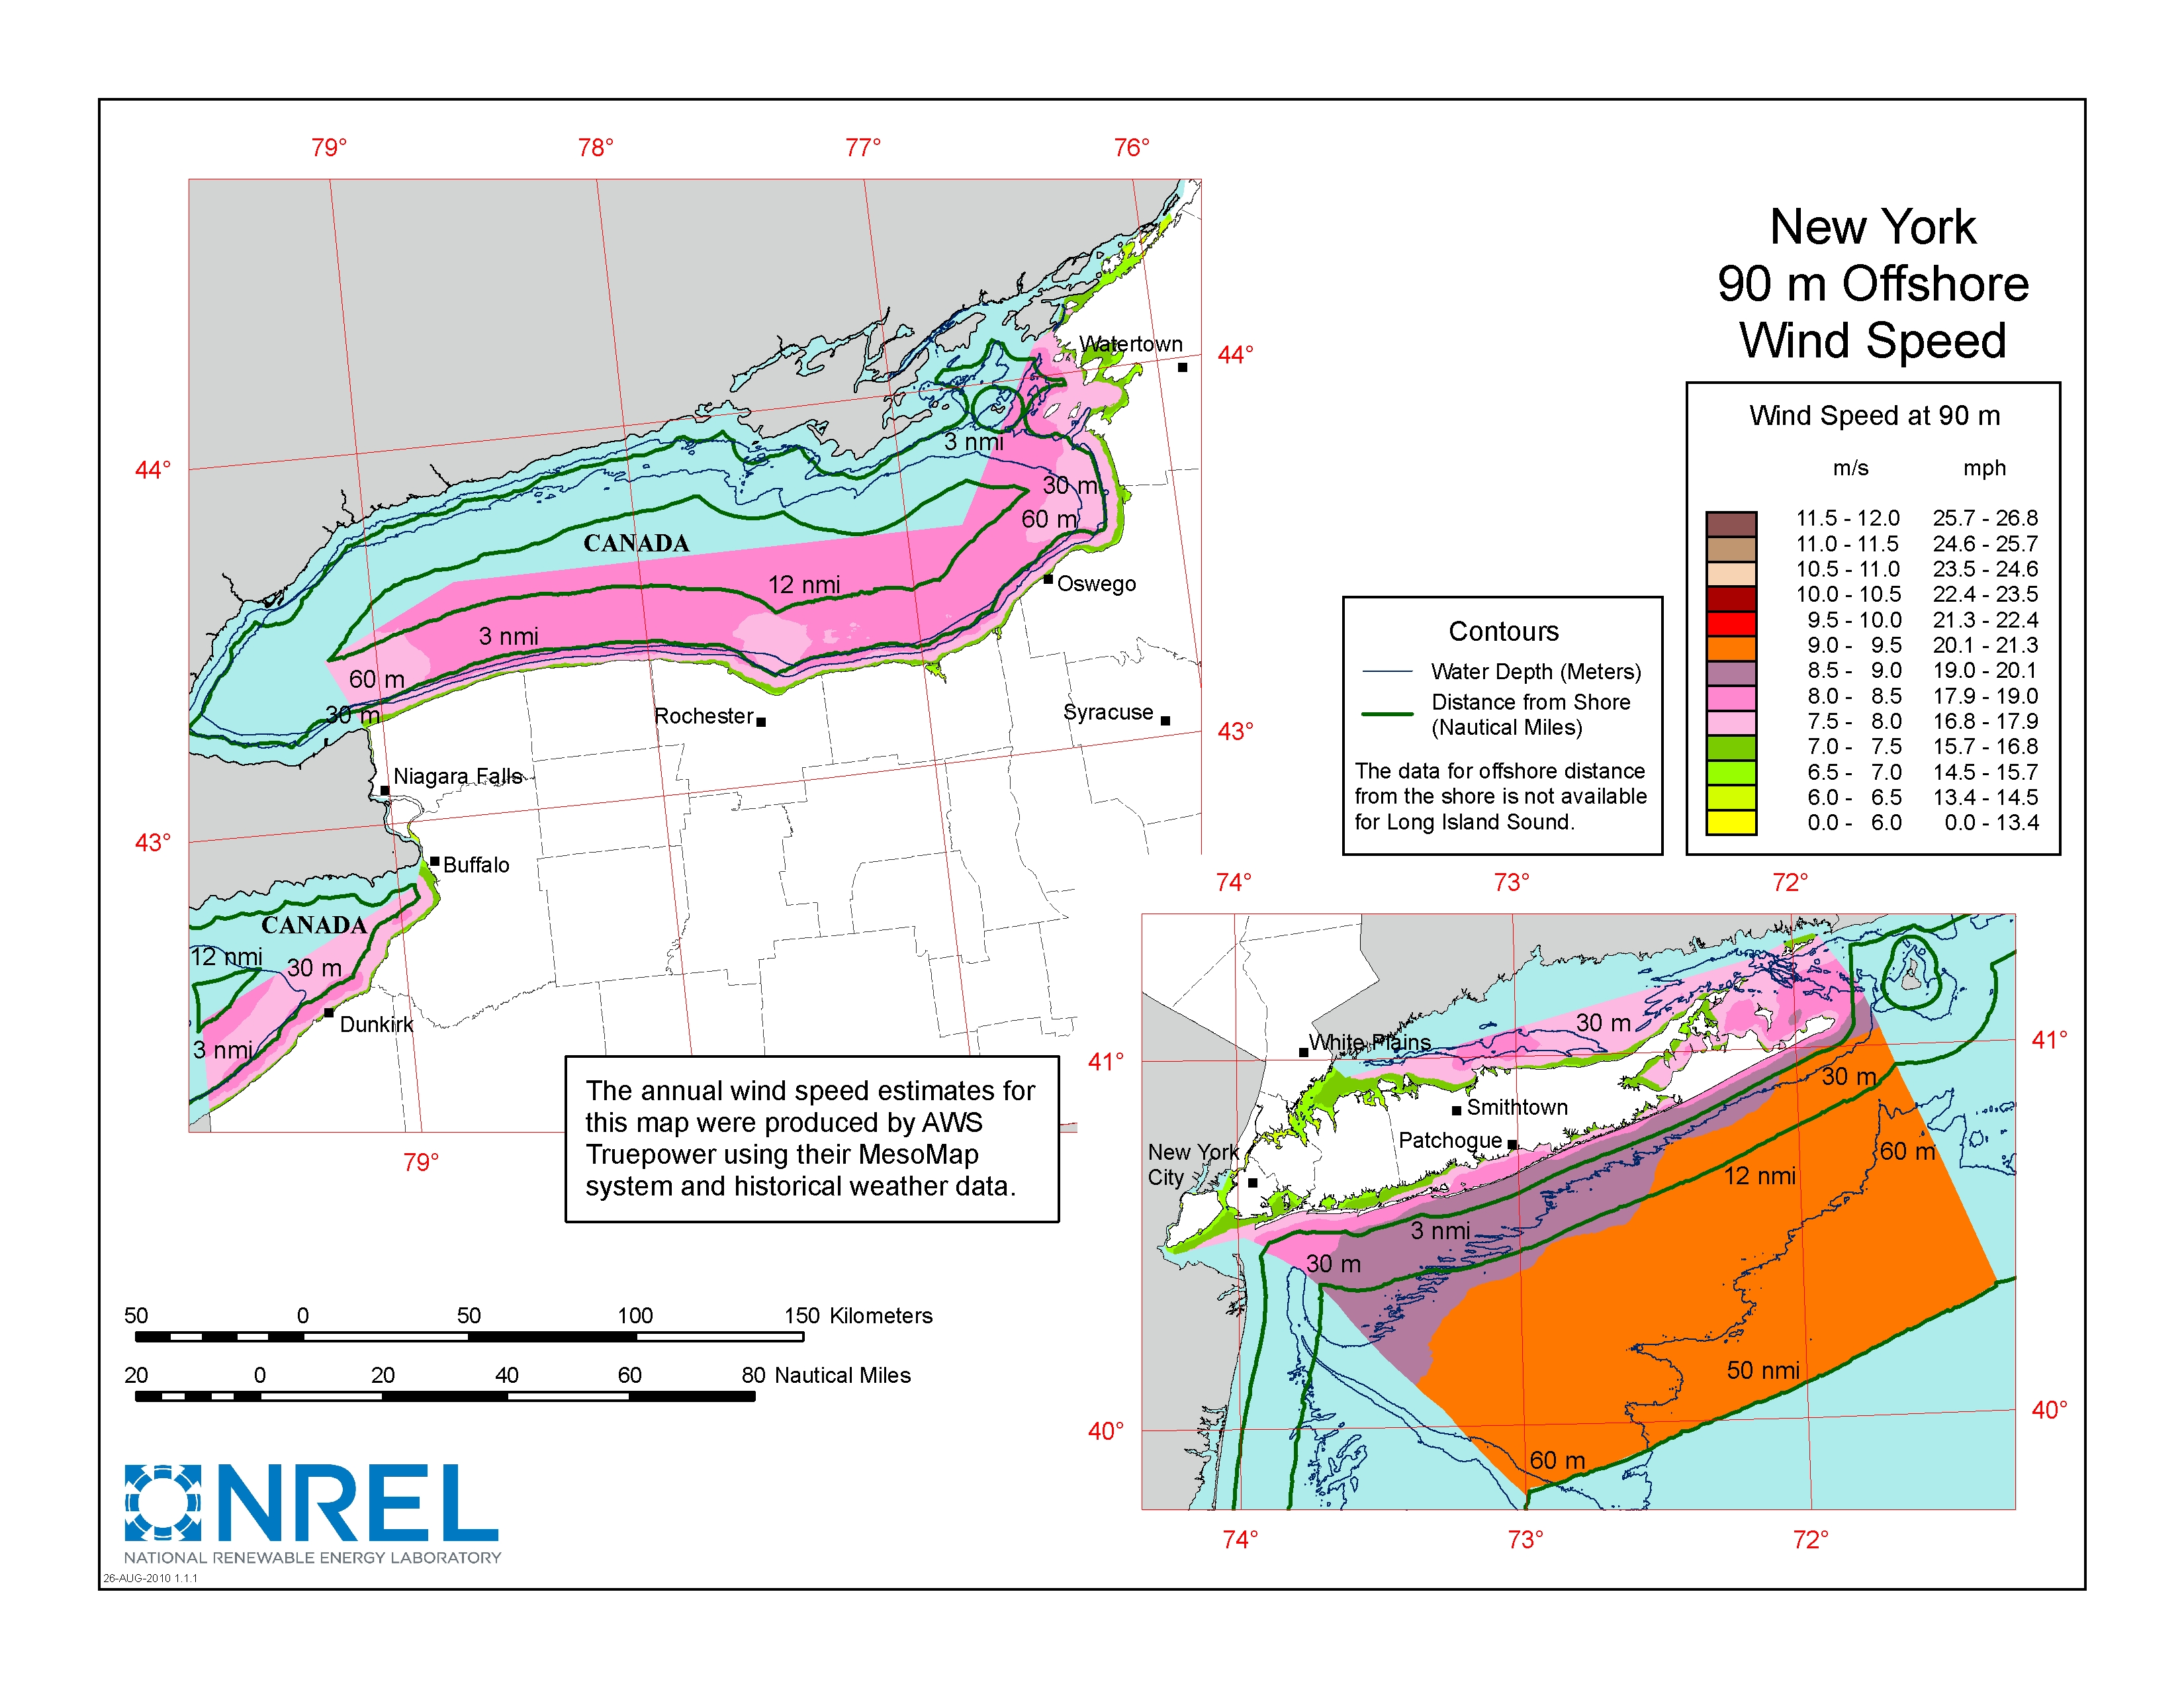 New York
90 m Offshore
Wind Speed
79°
78°
77°
76°
44°
44°
43°
43°
79°
Watertown
3 nmi
30 m
60 m
CANADA
12 nmi
Oswego
3 nmi
60 m
30 m
Rochester
Syracuse
Niagara Falls
Buffalo
CANADA
12 nmi
30 m
Dunkirk
3 nmi
Wind Speed at 90 m
m/s mph
11.5 - 12.0 25.7 - 26.8
11.0 - 11.5 24.6 - 25.7
10.5 - 11.0 23.5 - 24.6
10.0 - 10.5 22.4 - 23.5
9.5 - 10.0 21.3 - 22.4
9.0 - 9.5 20.1 - 21.3
8.5 - 9.0 19.0 - 20.1
8.0 - 8.5 17.9 - 19.0
7.5 - 8.0 16.8 - 17.9
7.0 - 7.5 15.7 - 16.8
6.5 - 7.0 14.5 - 15.7
6.0 - 6.5 13.4 - 14.5
0.0 - 6.0 0.0 - 13.4
Contours
Water Depth (Meters)
Distance from Shore
(Nautical Miles)
The data for offshore distance
from the shore is not available
for Long Island Sound.
74°
73°
72°
41°
41°
40°
40°
74°
73°
72°
30 m
White Plains
30 m
Smithtown
Patchogue
New York
City
60 m
12 nmi
3 nmi
30 m
50 nmi
60 m
The annual wind speed estimates for
this map were produced by AWS
Truepower using their MesoMap
system and historical weather data.
50 0 50 100 150 Kilometers
20 0 20 40 60 80 Nautical Miles
NREL
NATIONAL RENEWABLE ENERGY LABORATORY
26-AUG-2010 1.1.1